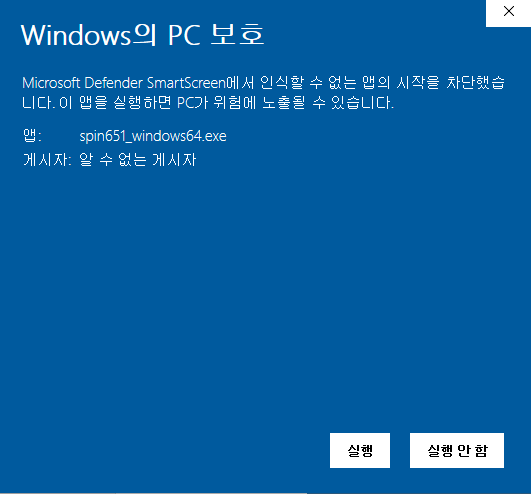 Windows의 PC 보호
Microsoft Defender SmartScreen에서 인식할 수 없는 앱의 시작을 차단했습
니다. 이 앱을 실행하면 PC가 위험에 노출될 수 있습니다.
앱: spin651_windows64.exe
게시자: 알 수 없는 게시자
실행 실행 안 함